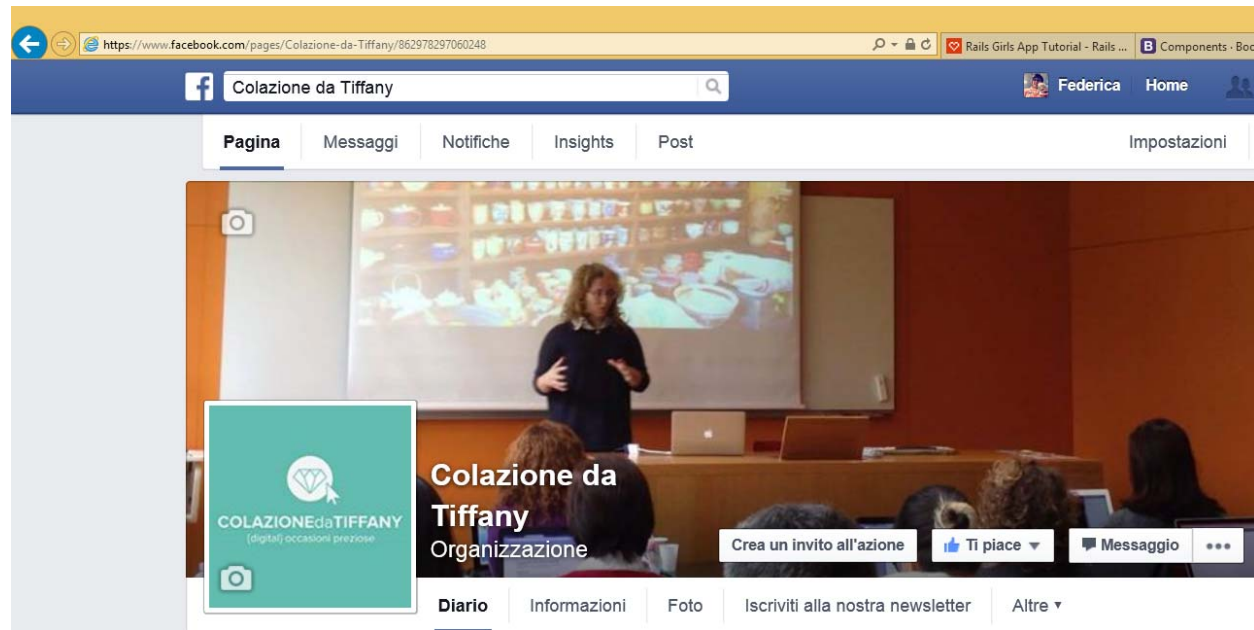 https://www.facebook.com/pages/Colazione-da-Tiffany/862978297060248
Rails Girls App Tutorial - Rails ...
B Components · Boo
f Colazione da Tiffany
Federica Home
Pagina Messaggi Notifiche Insights Post Impostazioni
COLAZIONEdaTIFFANY
{digital} occasioni preziose
Colazione da
Tiffany
Organizzazione
Crea un invito all'azione Ti piace Messaggio
Diario Informazioni Foto Iscriviti alla nostra newsletter Altre